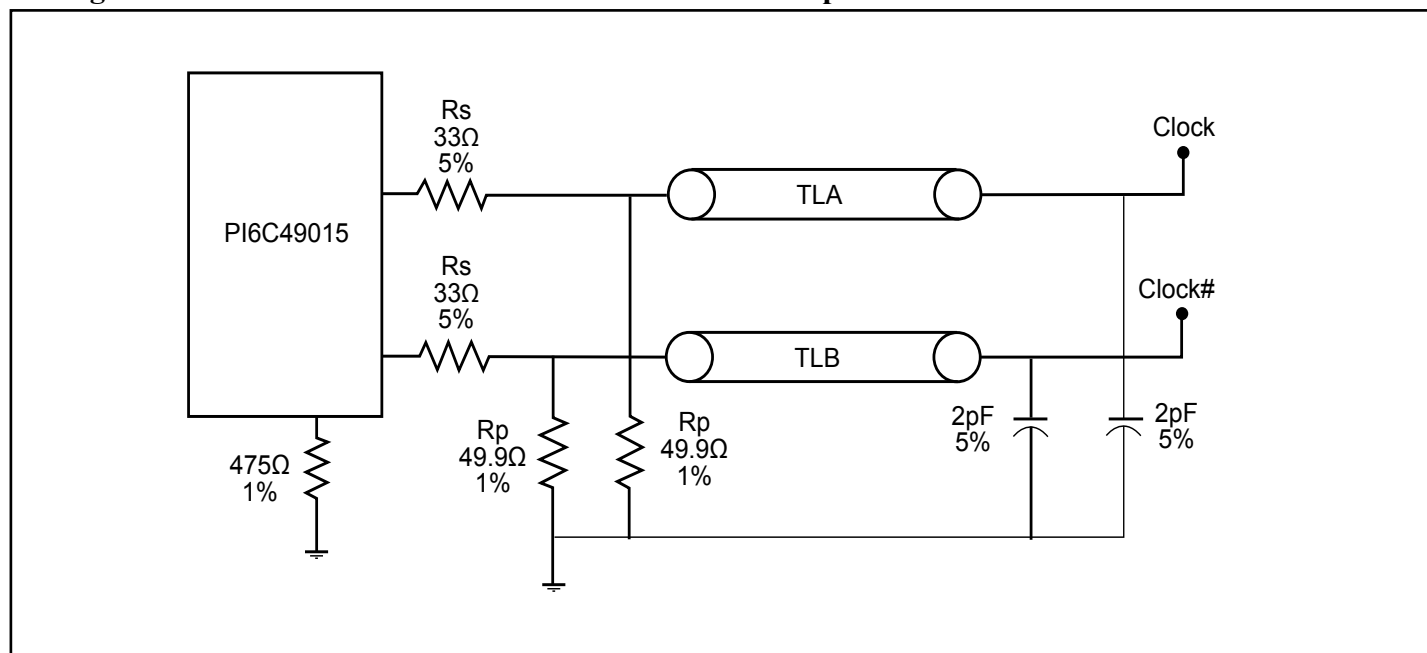 Rs
33Ω
5%
Clock
TLA
PI6C49015
Rs
33Ω
5%
Clock#
TLB
475Ω
1%
Rp
49.9Ω
1%
Rp
49.9Ω
1%
2pF
5%
2pF
5%